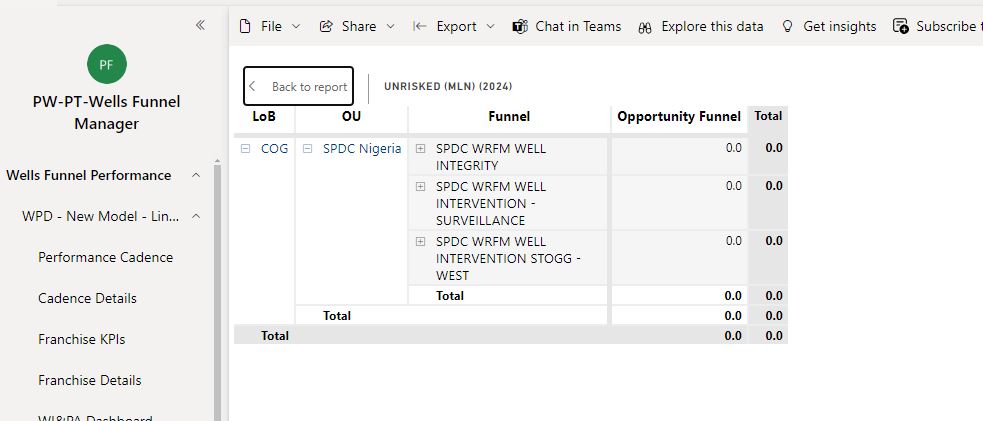 File
Share
Export
Chat in Teams
Explore this data
Get insights
Subscribe t
PF
PW-PT-Wells Funnel
Manager
Wells Funnel Performance
WPD - New Model - Lin...
Performance Cadence
Cadence Details
Franchise KPIs
Franchise Details
WI&PA Dashboard
Back to report
UNRISKED (MLN) (2024)
LoB OU Funnel Opportunity Funnel Total
COG SPDC Nigeria SPDC WRFM WELL 0.0 0.0
INTEGRITY
SPDC WRFM WELL 0.0 0.0
INTERVENTION -
SURVEILLANCE
SPDC WRFM WELL 0.0 0.0
INTERVENTION STOGG -
WEST
Total 0.0 0.0
Total 0.0 0.0
Total 0.0 0.0